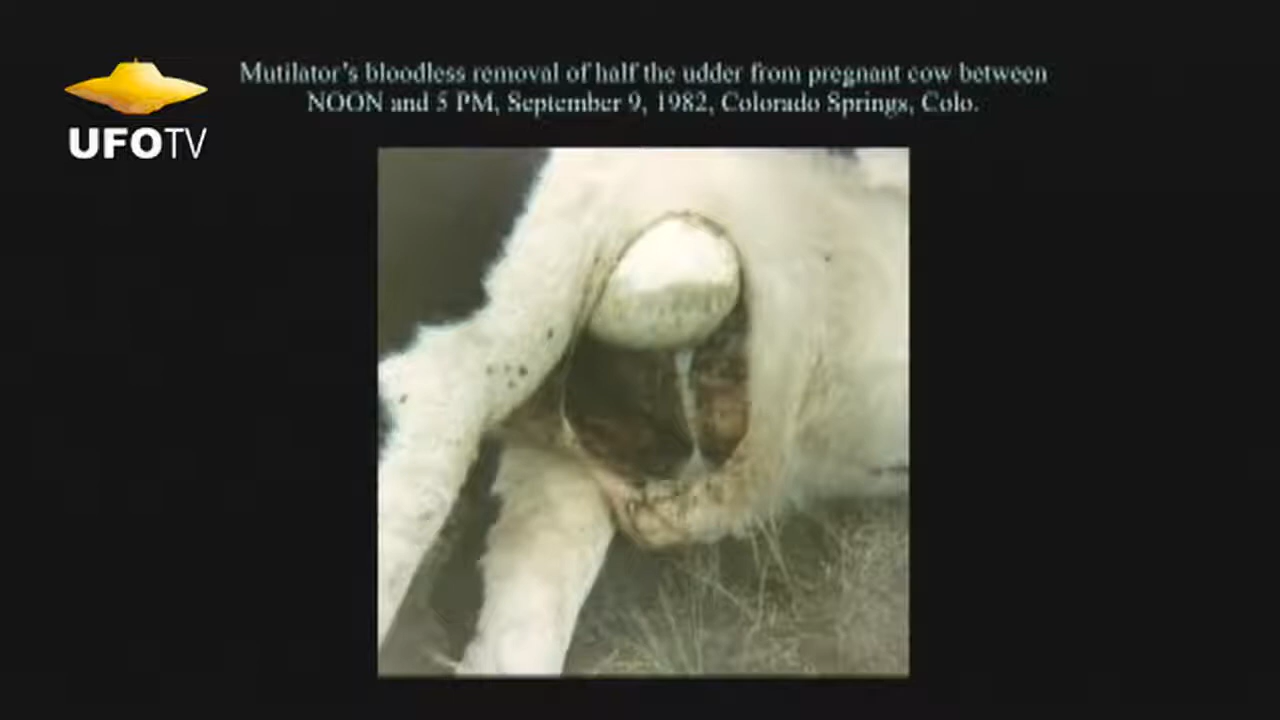 Mutilator's bloodless removal of half the udder from pregnant cow between
NOON and 5 PM, September 9, 1982, Colorado Springs, Colo.
UFOTV